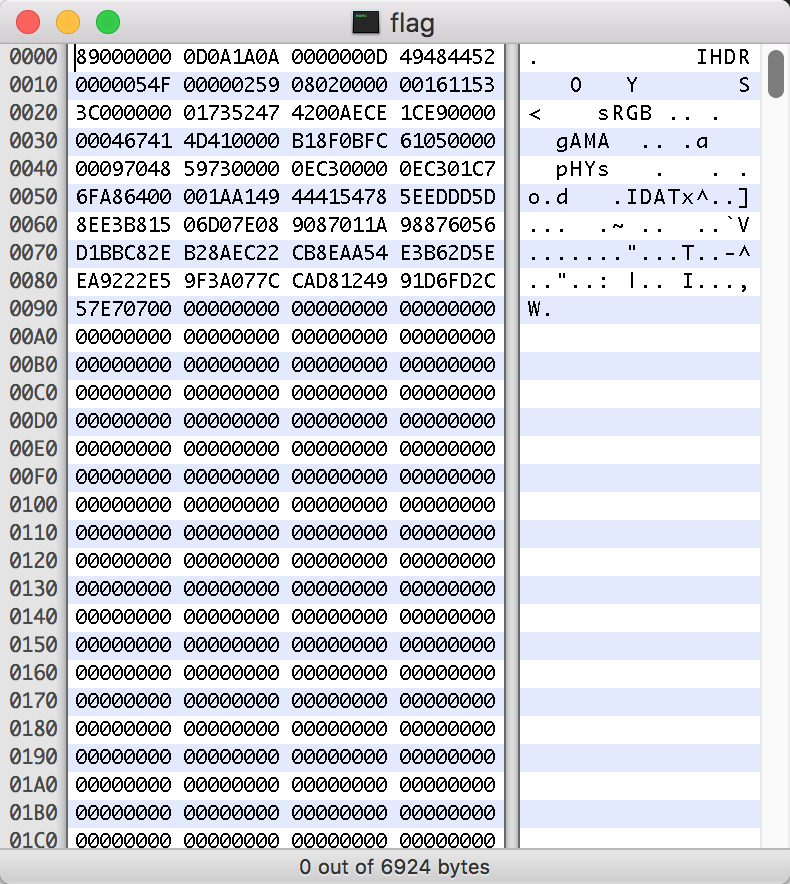 flag
0000 89000000 0D0A1A0A 0000000D 49484452 . IHDR
0010 0000054F 00000259 08020000 00161153 O Y S
0020 3C000000 01735247 4200AECE 1CE90000 < sRGB .. .
0030 00046741 4D410000 B18F0BFC 61050000 gAMA .. .a
0040 00097048 59730000 0EC30000 0EC301C7 pHYs . . .
0050 6FA86400 001AA149 44415478 5EEDDD5D o.d .IDATx^..]
0060 8EE3B815 06D07E08 9087011A 98876056 ... .~ .. ..`V
0070 D1BBC82E B28AEC22 CB8EAA54 E3B62D5E ......."...T..-^
0080 EA9222E5 9F3A077C CAD81249 91D6FD2C .."..: |.. I...,
0090 57E70700 00000000 00000000 00000000 W.
00A0 00000000 00000000 00000000 00000000
00B0 00000000 00000000 00000000 00000000
00C0 00000000 00000000 00000000 00000000
00D0 00000000 00000000 00000000 00000000
00E0 00000000 00000000 00000000 00000000
00F0 00000000 00000000 00000000 00000000
0100 00000000 00000000 00000000 00000000
0110 00000000 00000000 00000000 00000000
0120 00000000 00000000 00000000 00000000
0130 00000000 00000000 00000000 00000000
0140 00000000 00000000 00000000 00000000
0150 00000000 00000000 00000000 00000000
0160 00000000 00000000 00000000 00000000
0170 00000000 00000000 00000000 00000000
0180 00000000 00000000 00000000 00000000
0190 00000000 00000000 00000000 00000000
01A0 00000000 00000000 00000000 00000000
01B0 00000000 00000000 00000000 00000000
01C0 00000000 00000000 00000000 00000000
0 out of 6924 bytes